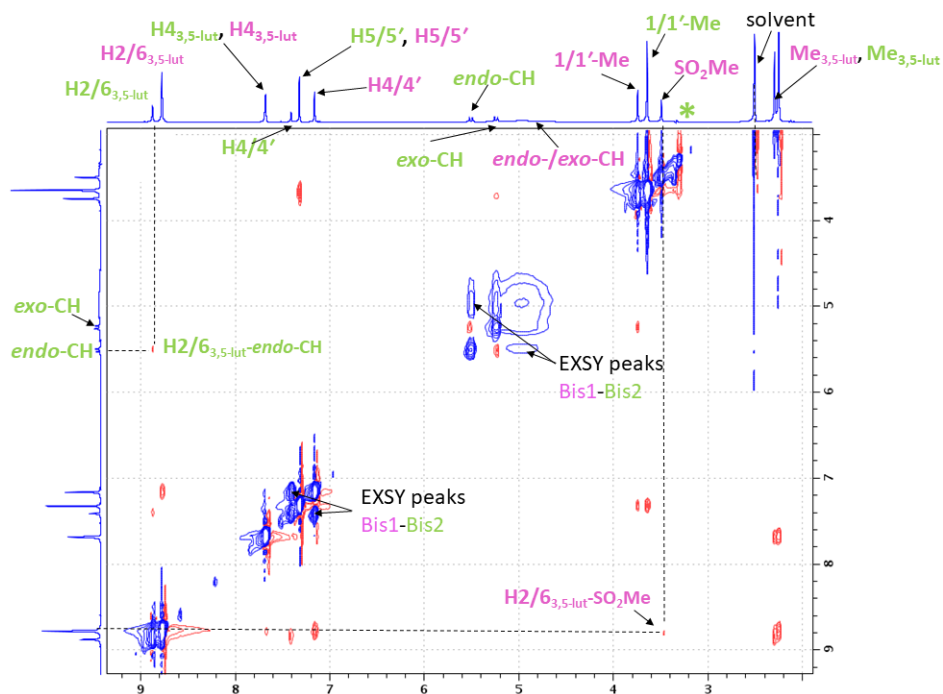 solvent
H4₃,₅₋lut, H4₃,₅₋lut
1/1′-Me
H5/5′, H5/5′
H2/6₃,₅₋lut
1/1′-Me
Me₃,₅₋lut, Me₃,₅₋lut
SO₂Me
endo-CH
H4/4′
H2/6₃,₅₋lut
*
H4/4′
exo-CH
endo-/exo-CH
4
5
exo-CH
endo-CH
H2/6₃,₅₋lut-endo-CH
EXSY peaks
Bis1-Bis2
6
7
EXSY peaks
Bis1-Bis2
8
H2/6₃,₅₋lut-SO₂Me
9
9 8 7 6 5 4 3